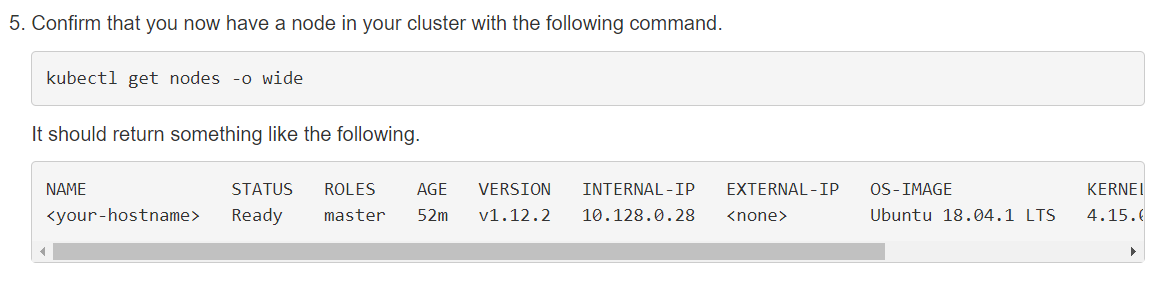 5. Confirm that you now have a node in your cluster with the following command.
kubectl get nodes -o wide
It should return something like the following.
NAME STATUS ROLES AGE VERSION INTERNAL-IP EXTERNAL-IP OS-IMAGE KERNEL
<your-hostname> Ready master 52m v1.12.2 10.128.0.28 <none> Ubuntu 18.04.1 LTS 4.15.